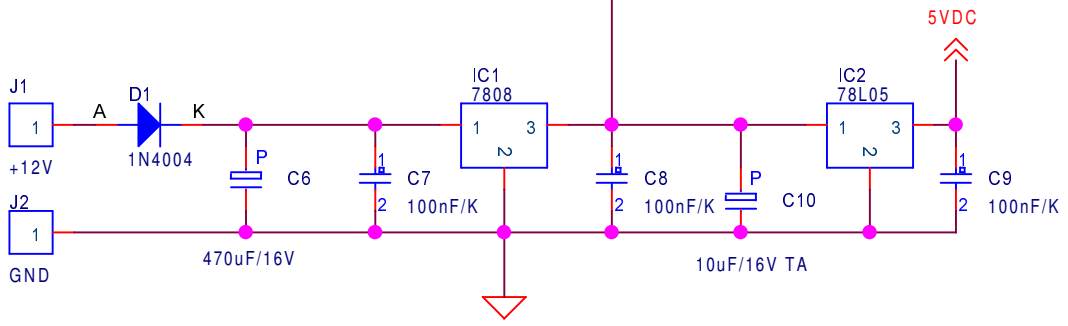 5VDC
J1
1
+12V
A
D1
K
1N4004
P
C6
470uF/16V
1
2
C7
100nF/K
IC1
7808
1
3
2
1
2
C8
100nF/K
P
C10
10uF/16V TA
IC2
78L05
1
3
2
1
2
C9
100nF/K
J2
1
GND